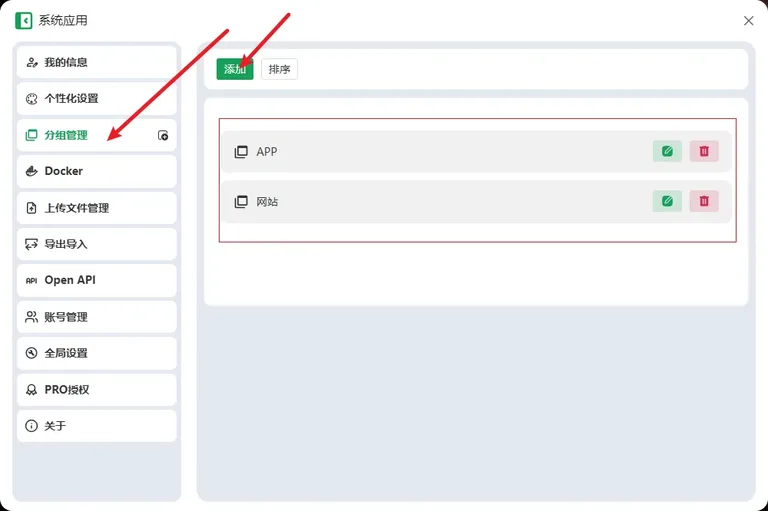 系统应用
我的信息
个性化设置
分组管理
Docker
上传文件管理
导出导入
API Open API
账号管理
全局设置
PRO授权
关于
添加 排序
APP
网站